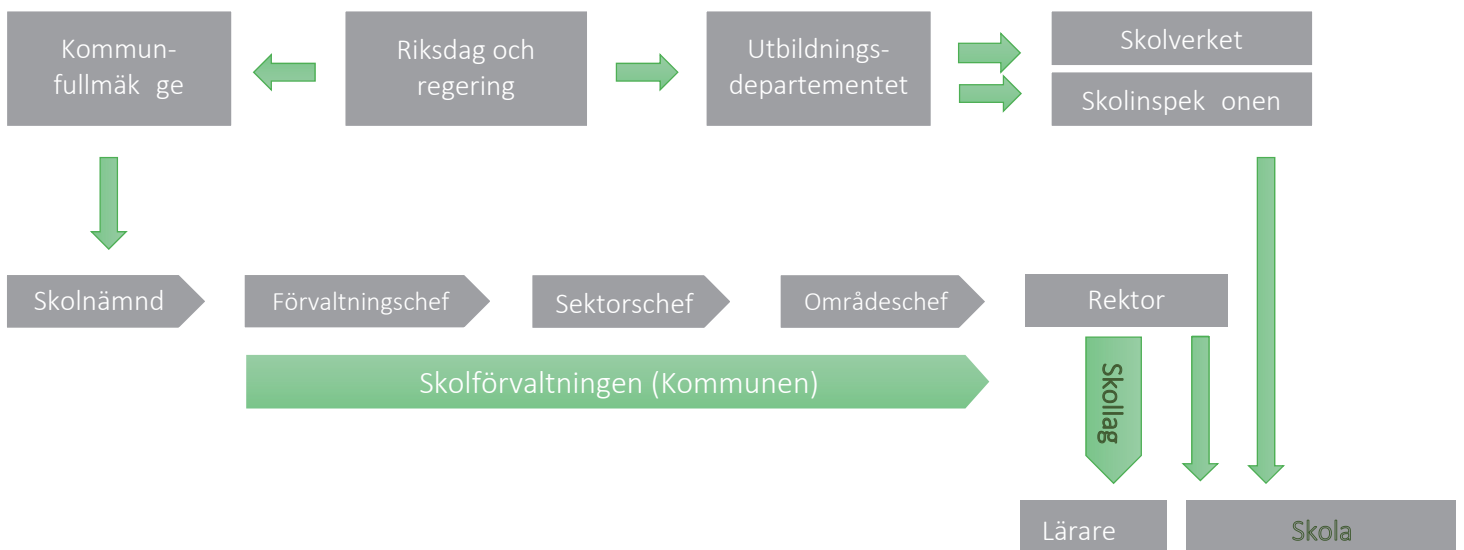 Kommun-
fullmäk ge
Riksdag och
regering
Utbildnings-
departementet
Skolverket
Skolinspek onen
Skolnämnd
Förvaltningschef
Sektorschef
Områdeschef
Rektor
Skolförvaltningen (Kommunen)
Skollag
Lärare
Skola